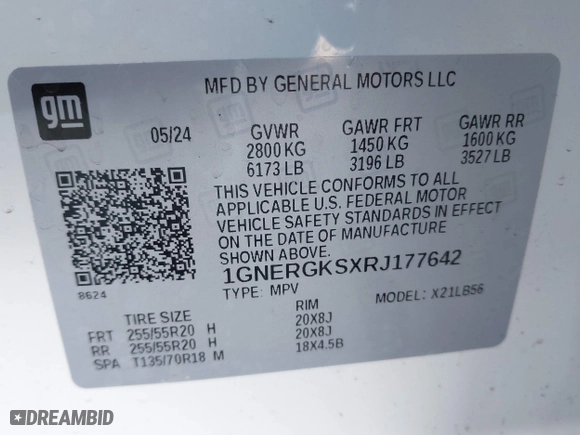 gm
MFD BY GENERAL MOTORS LLC
05/24 GVWR GAWR FRT GAWR RR
2800 KG 1450 KG 1600 KG
6173 LB 3196 LB 3527 LB
THIS VEHICLE CONFORMS TO ALL
APPLICABLE U.S. FEDERAL MOTOR
VEHICLE SAFETY STANDARDS IN EFFECT
ON THE DATE OF MANUFACTURE
SHOWN ABOVE.
1GNERGKSXRJ177642
8624
TYPE: MPV MODEL: X21LB56
TIRE SIZE RIM
FRT 255/55R20 H 20X8J
RR 255/55R20 H 20X8J
SPA T135/70R18 M 18X4.5B
DREAMBID